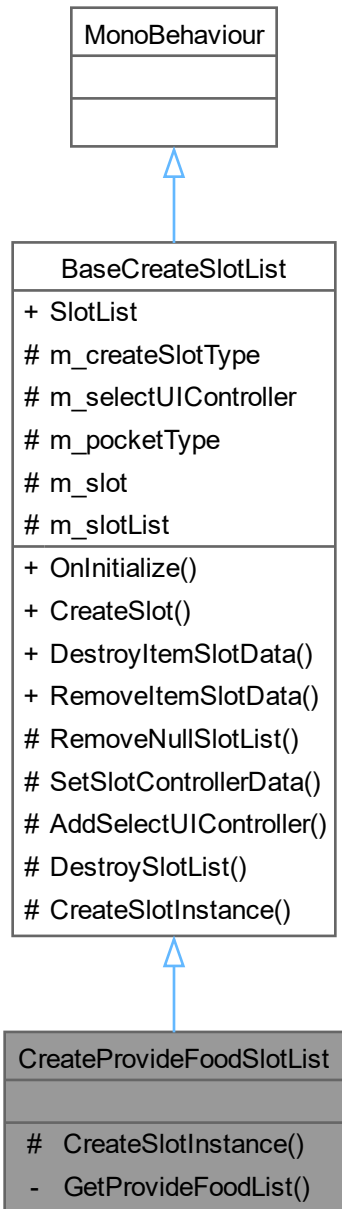 MonoBehaviour
BaseCreateSlotList
+ SlotList
# m_createSlotType
# m_selectUIController
# m_pocketType
# m_slot
# m_slotList
+ OnInitialize()
+ CreateSlot()
+ DestroyItemSlotData()
+ RemoveItemSlotData()
# RemoveNullSlotList()
# SetSlotControllerData()
# AddSelectUIController()
# DestroySlotList()
# CreateSlotInstance()
CreateProvideFoodSlotList
# CreateSlotInstance()
- GetProvideFoodList()